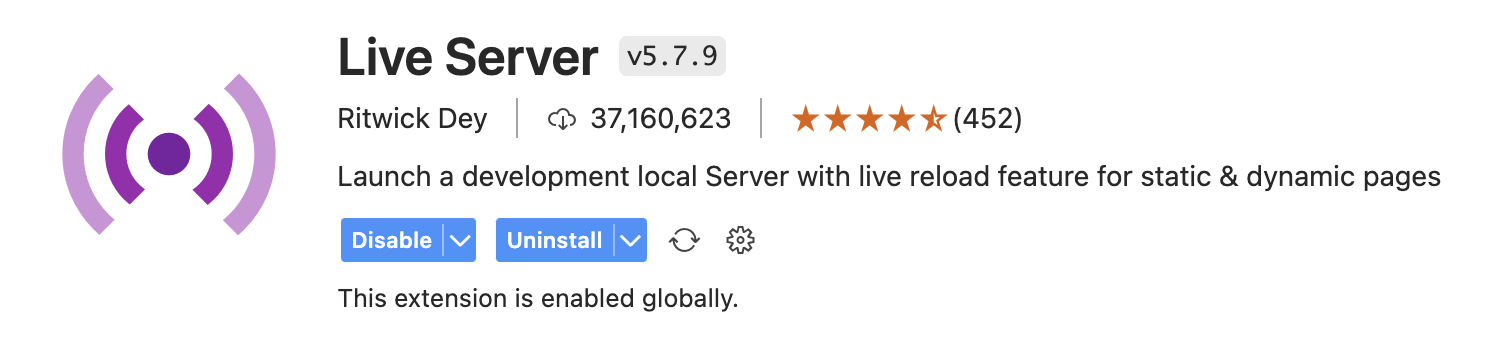 Live Server v5.7.9
Ritwick Dey 37,160,623 (452)
Launch a development local Server with live reload feature for static & dynamic pages
Disable Uninstall
This extension is enabled globally.